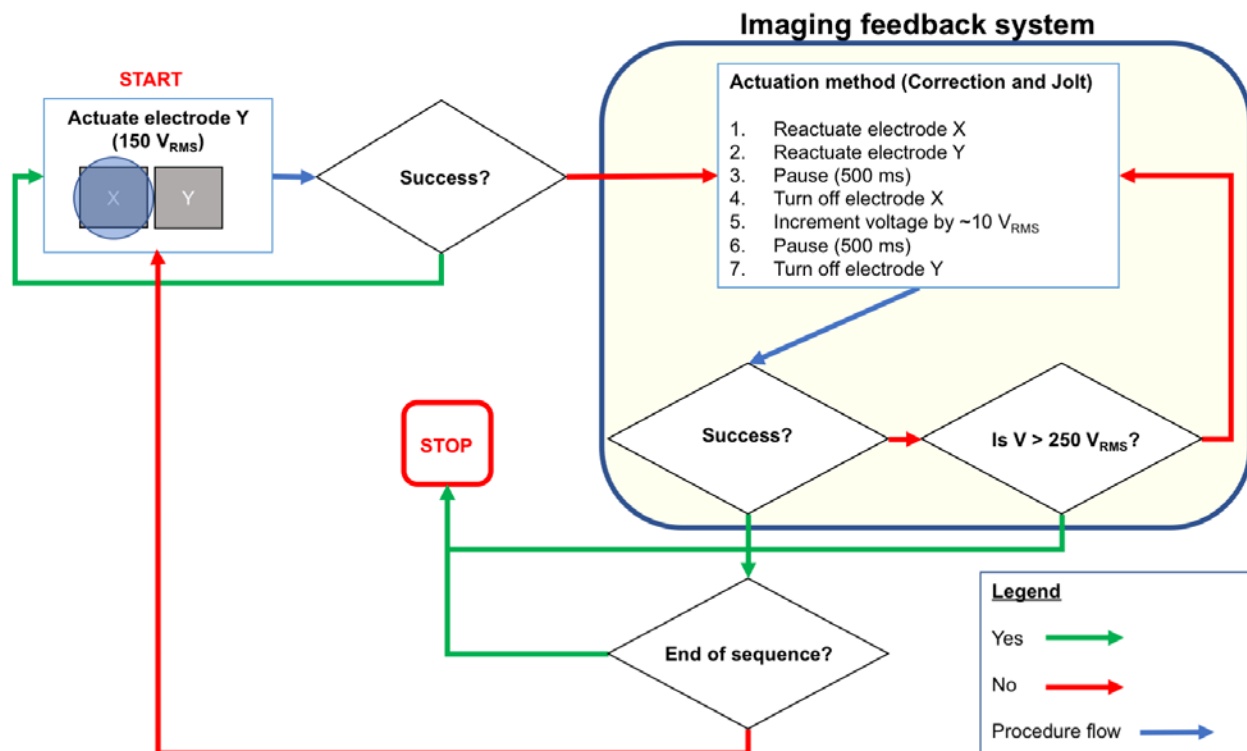 Imaging feedback system
START
Actuate electrode Y
(150 VRMS)
X
Y
Success?
Actuation method (Correction and Jolt)
1. Reactuate electrode X
2. Reactuate electrode Y
3. Pause (500 ms)
4. Turn off electrode X
5. Increment voltage by ~10 VRMS
6. Pause (500 ms)
7. Turn off electrode Y
Success?
Is V > 250 VRMS?
STOP
End of sequence?
Legend
Yes
No
Procedure flow